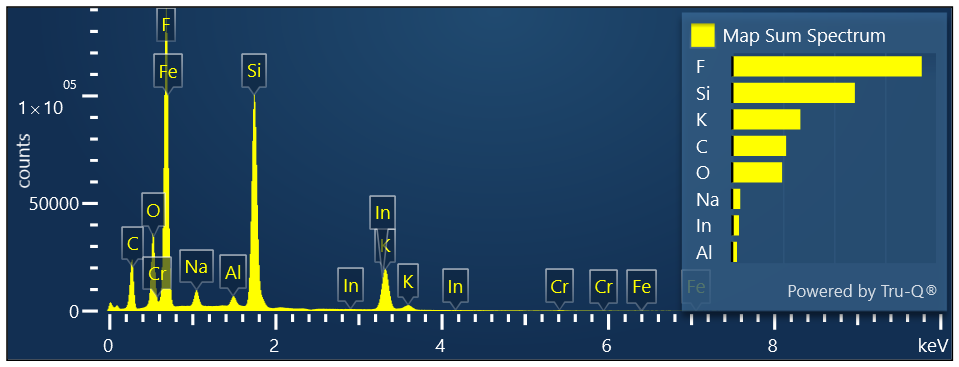 F
Map Sum Spectrum
F
Fe
Si
Si
05
1×10
K
C
counts
O
50000
O
In
Na
C
K
In
Cr
Na
Al
In
K
In
Cr
Cr
Fe
Fe
Al
Powered by Tru-Q®
0
0
2
4
6
8
keV